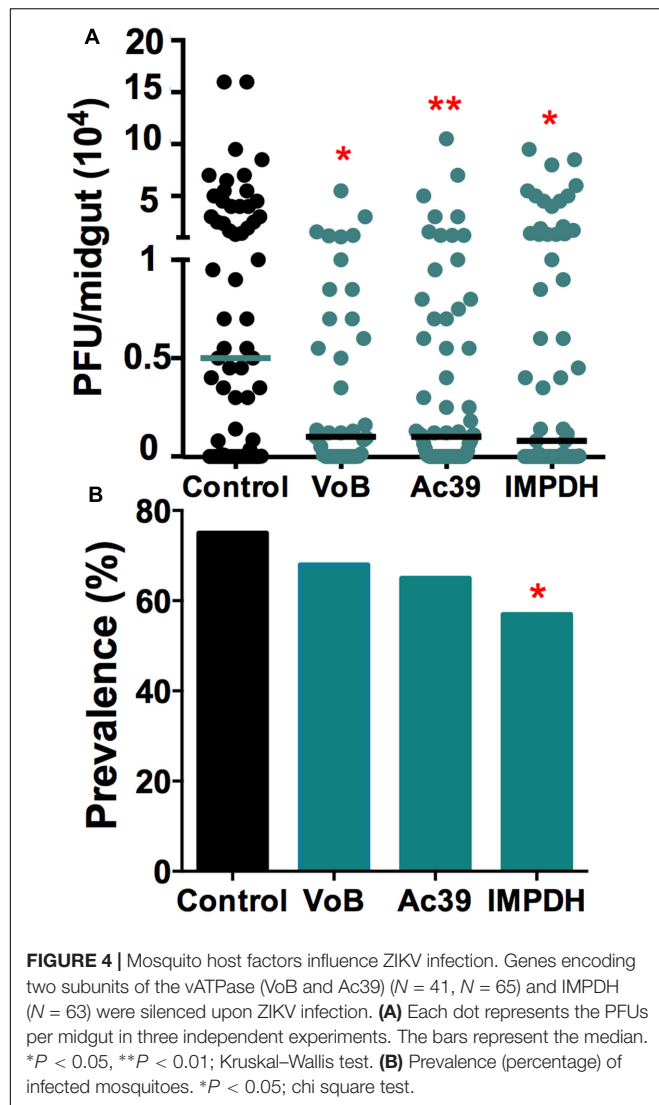 A
20
15
10
5
1
0.5
0
PFU/midgut (10⁴)
*
**
*
Control VoB Ac39 IMPDH
B
80
60
40
20
0
Prevalence (%)
*
Control VoB Ac39 IMPDH
FIGURE 4 | Mosquito host factors influence ZIKV infection. Genes encoding
two subunits of the vATPase (VoB and Ac39) (N = 41, N = 65) and IMPDH
(N = 63) were silenced upon ZIKV infection. (A) Each dot represents the PFUs
per midgut in three independent experiments. The bars represent the median.
*P < 0.05, **P < 0.01; Kruskal–Wallis test. (B) Prevalence (percentage) of
infected mosquitoes. *P < 0.05; chi square test.